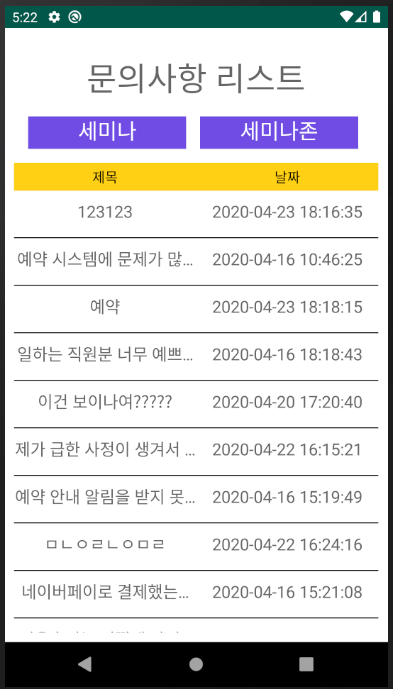 5:22
문의사항 리스트
세미나 세미나존
제목 날짜
123123 2020-04-23 18:16:35
예약 시스템에 문제가 많... 2020-04-16 10:46:25
예약 2020-04-23 18:18:15
일하는 직원분 너무 예쁘... 2020-04-16 18:18:43
이건 보이나여????? 2020-04-20 17:20:40
제가 급한 사정이 생겨서 ... 2020-04-22 16:15:21
예약 안내 알림을 받지 못... 2020-04-16 15:19:49
ㅁㄴㅇㄹㄴㅇㅁㄹ 2020-04-22 16:24:16
네이버페이로 결제했는... 2020-04-16 15:21:08